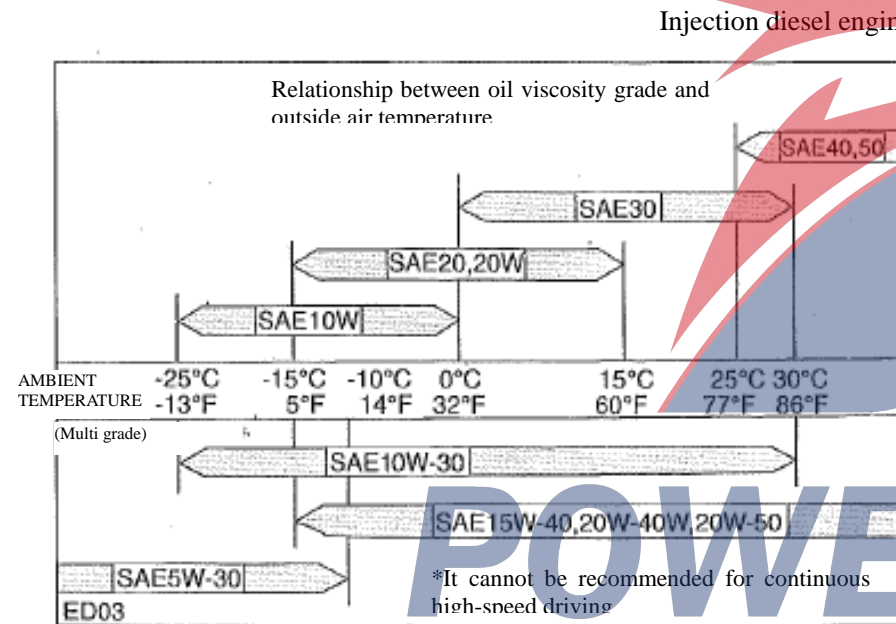 Injection diesel engin
Relationship between oil viscosity grade and
outside air temperature
SAE40,50
SAE30
SAE20,20W
SAE10W
AMBIENT TEMPERATURE
-25°C -15°C -10°C 0°C 15°C 25°C 30°C
-13°F 5°F 14°F 32°F 60°F 77°F 86°F
(Multi grade)
SAE10W-30
SAE15W-40,20W-40W,20W-50
SAE5W-30
*It cannot be recommended for continuous
high-speed driving
ED03
POWE